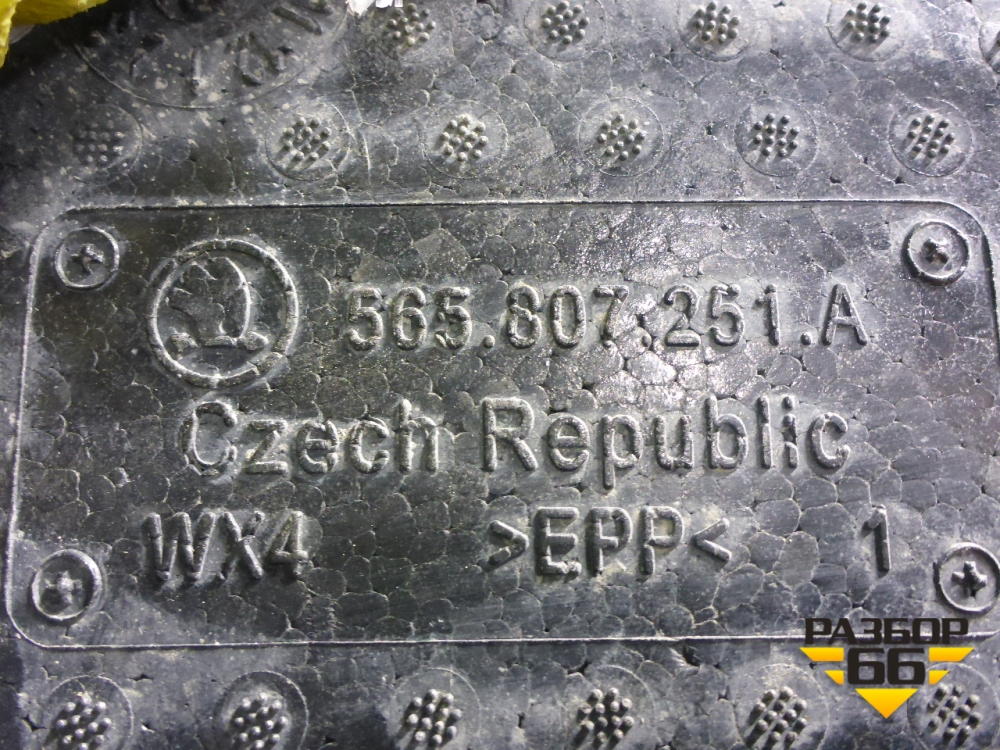 565.807.251.A
Czech Republic
WX4 >EPP< 1
РАЗБОР
66